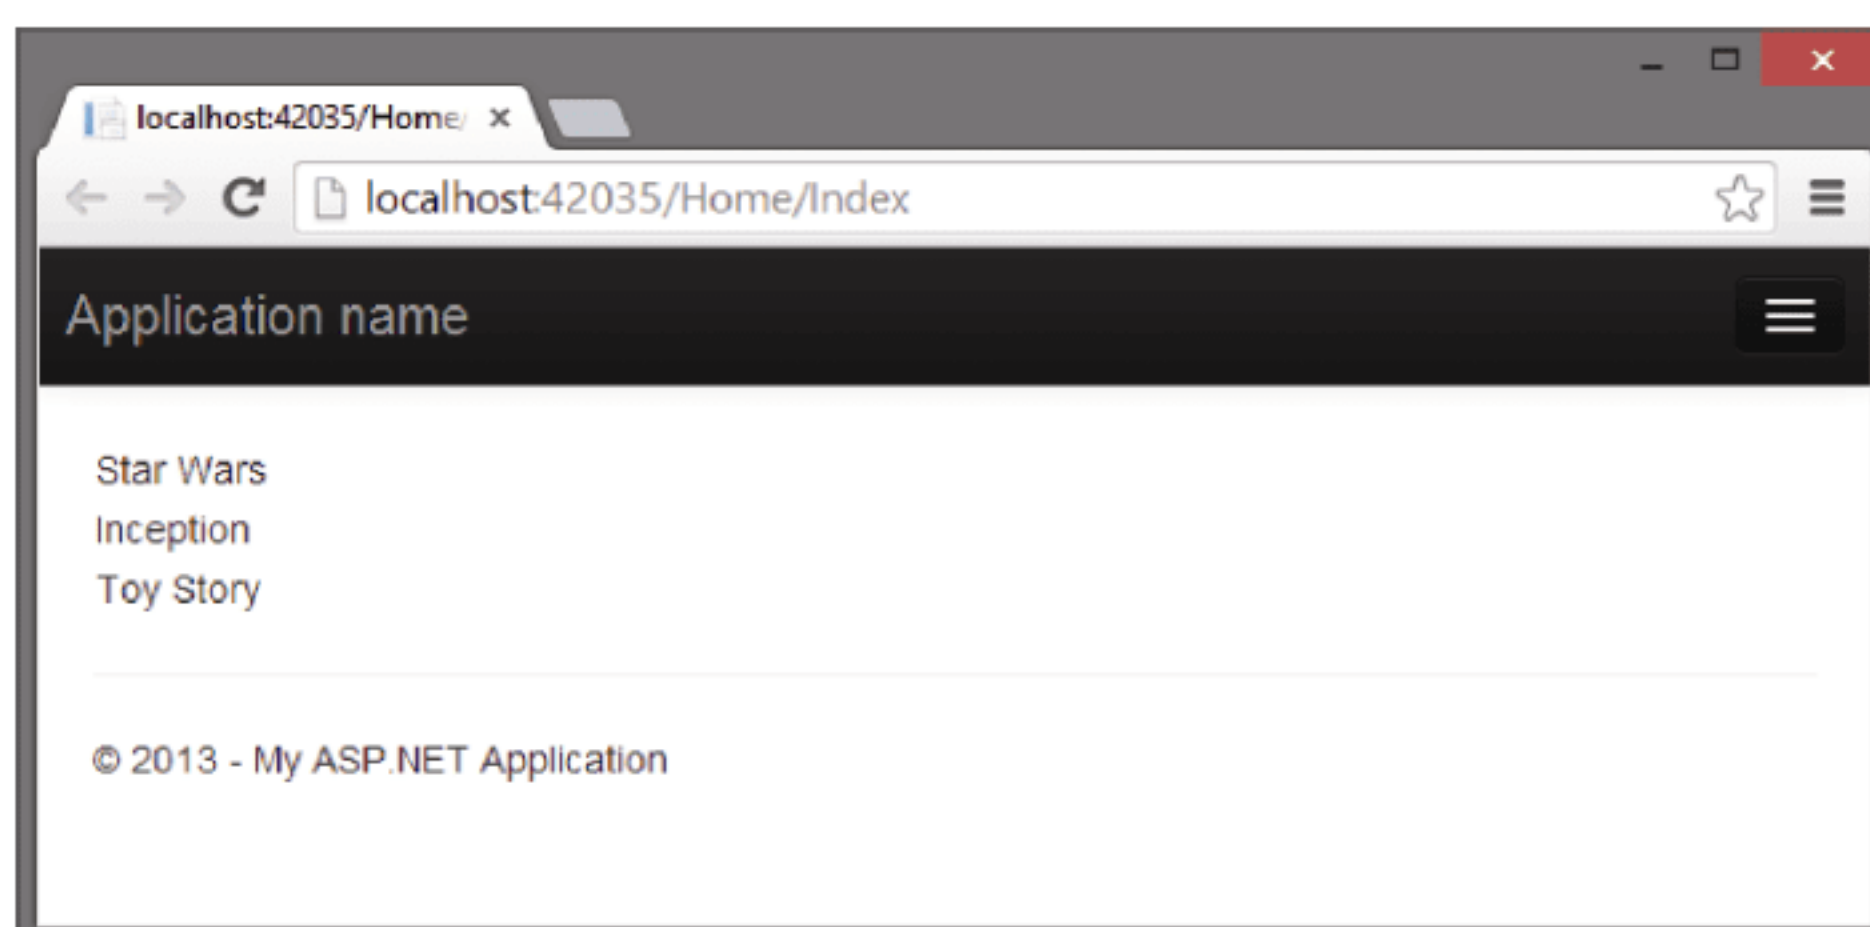 localhost:42035/Home/
localhost:42035/Home/Index
Application name
Star Wars
Inception
Toy Story
© 2013 - My ASP.NET Application